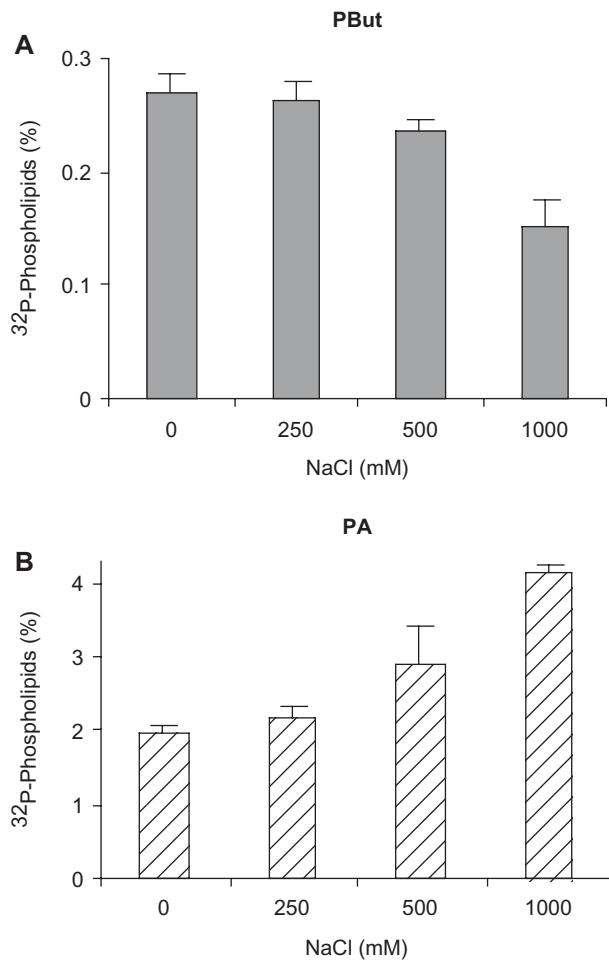 PBut
A
0.3
0.2
0.1
0
32P-Phospholipids (%)
0 250 500 1000
NaCl (mM)
PA
B
4
3
2
1
0
32P-Phospholipids (%)
0 250 500 1000
NaCl (mM)